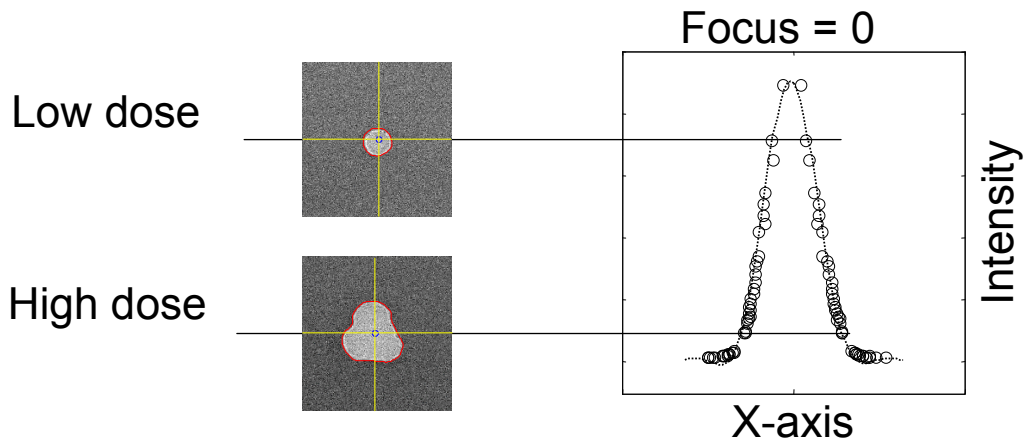 Focus = 0
Low dose
High dose
Intensity
X-axis